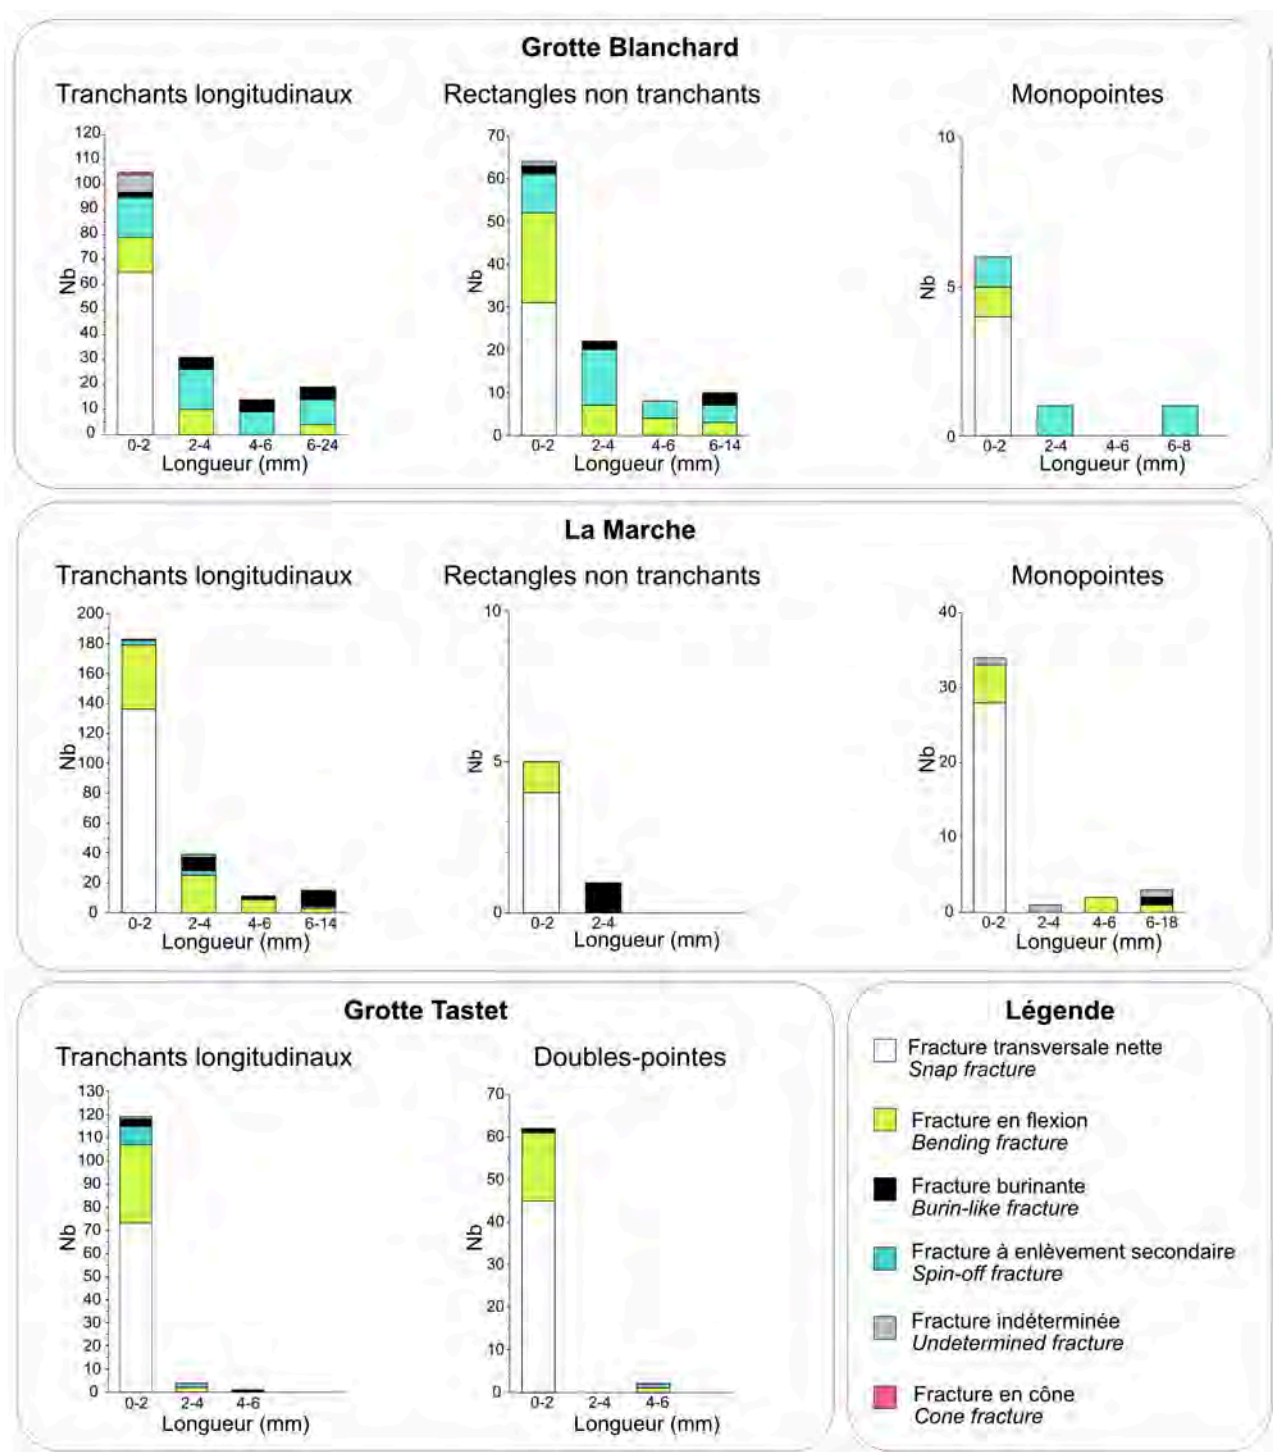 Grotte Blanchard
Tranchants longitudinaux
120
110
100
90
80
70
60
50
40
30
20
10
0
Nb
0-2 2-4 4-6 6-24
Longueur (mm)
Rectangles non tranchants
70
60
50
40
30
20
10
0
Nb
0-2 2-4 4-6 6-14
Longueur (mm)
Monopointes
10
5
0
Nb
0-2 2-4 4-6 6-8
Longueur (mm)
La Marche
Tranchants longitudinaux
200
180
160
140
120
100
80
60
40
20
0
Nb
0-2 2-4 4-6 6-14
Longueur (mm)
Rectangles non tranchants
10
5
0
Nb
0-2 2-4
Longueur (mm)
Monopointes
40
30
20
10
0
Nb
0-2 2-4 4-6 6-18
Longueur (mm)
Grotte Tastet
Tranchants longitudinaux
130
120
110
100
90
80
70
60
50
40
30
20
10
0
Nb
0-2 2-4 4-6
Longueur (mm)
Doubles-pointes
70
60
50
40
30
20
10
0
Nb
0-2 2-4 4-6
Longueur (mm)
Légende
Fracture transversale nette
Snap fracture
Fracture en flexion
Bending fracture
Fracture burinante
Burin-like fracture
Fracture à enlèvement secondaire
Spin-off fracture
Fracture indéterminée
Undetermined fracture
Fracture en cône
Cone fracture